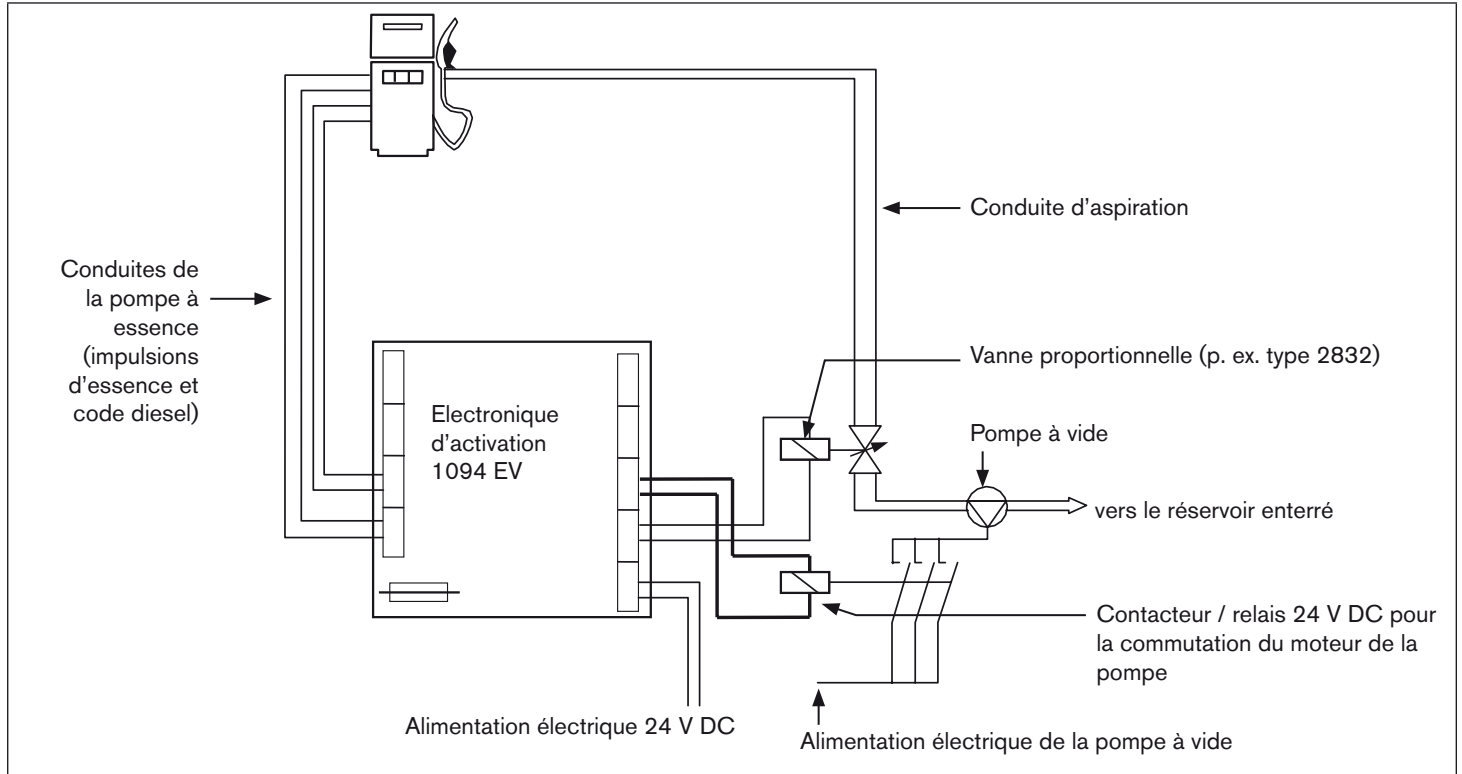 Conduite d'aspiration
Conduites de
la pompe à
essence
(impulsions
d'essence et
code diesel)
Vanne proportionnelle (p. ex. type 2832)
Electronique
d'activation
1094 EV
Pompe à vide
vers le réservoir enterré
Contacteur / relais 24 V DC pour
la commutation du moteur de la
pompe
Alimentation électrique 24 V DC
Alimentation électrique de la pompe à vide